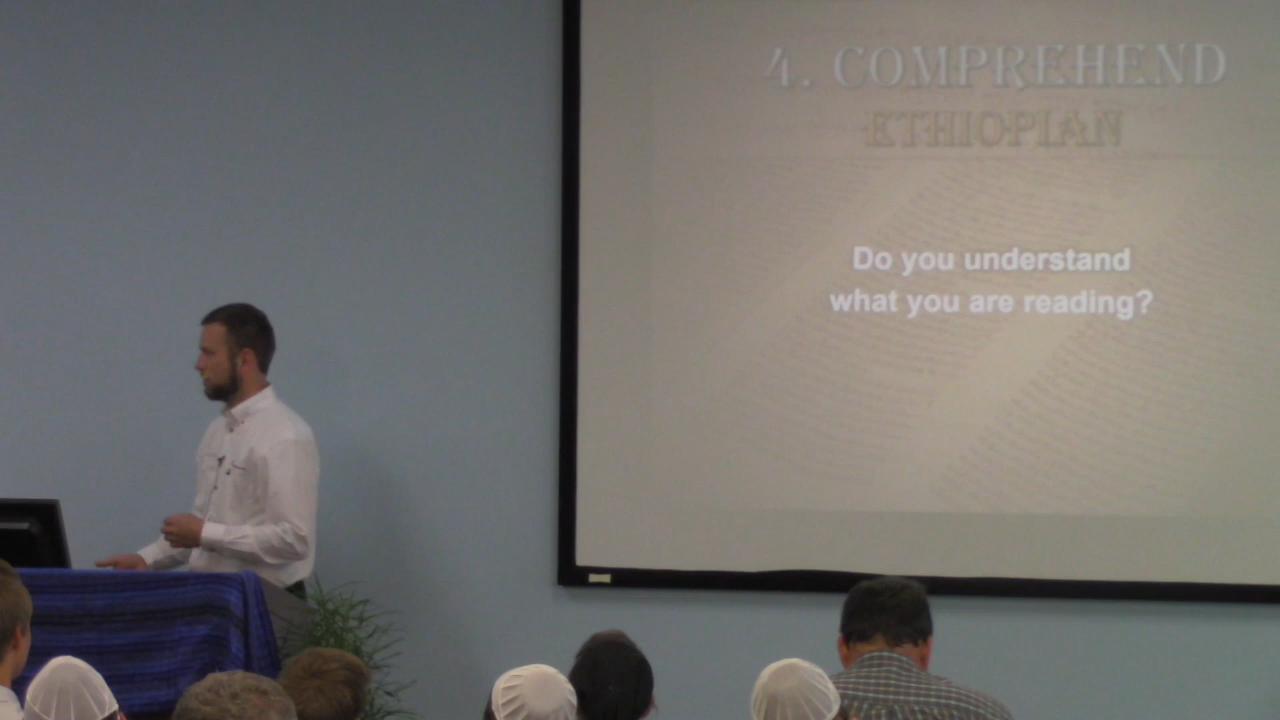 4. COMPREHEND
ETHIOPIAN
Do you understand
what you are reading?